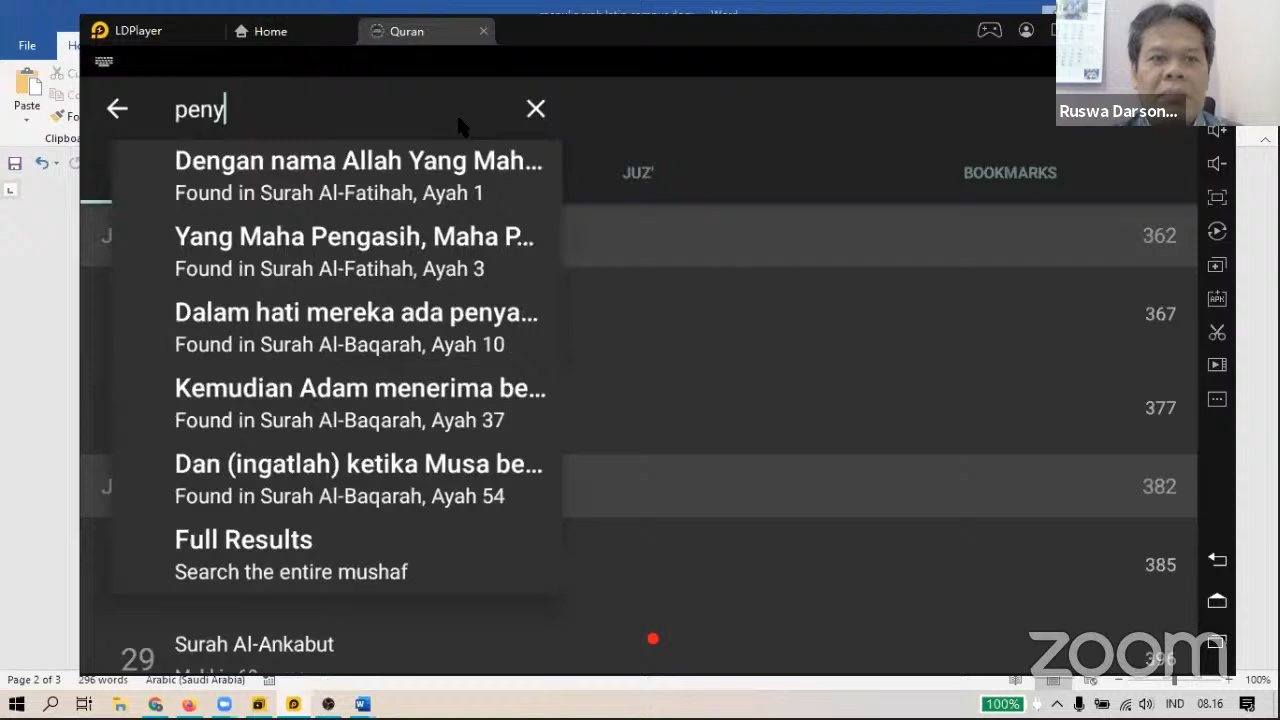 LDPlayer
Home
Quran
File
Paste
Clipboa
peny
Dengan nama Allah Yang Mah...
Found in Surah Al-Fatihah, Ayah 1
Yang Maha Pengasih, Maha P...
Found in Surah Al-Fatihah, Ayah 3
Dalam hati mereka ada penya...
Found in Surah Al-Baqarah, Ayah 10
Kemudian Adam menerima be...
Found in Surah Al-Baqarah, Ayah 37
Dan (ingatlah) ketika Musa be...
Found in Surah Al-Baqarah, Ayah 54
Full Results
Search the entire mushaf
JUZ'
BOOKMARKS
362
367
377
382
385
29
Surah Al-Ankabut
396
Ruswa Darson...
APK
zoom
Page 2 of 3
296 words
Arabic (Saudi Arabia)
100%
100%
IND
08.16